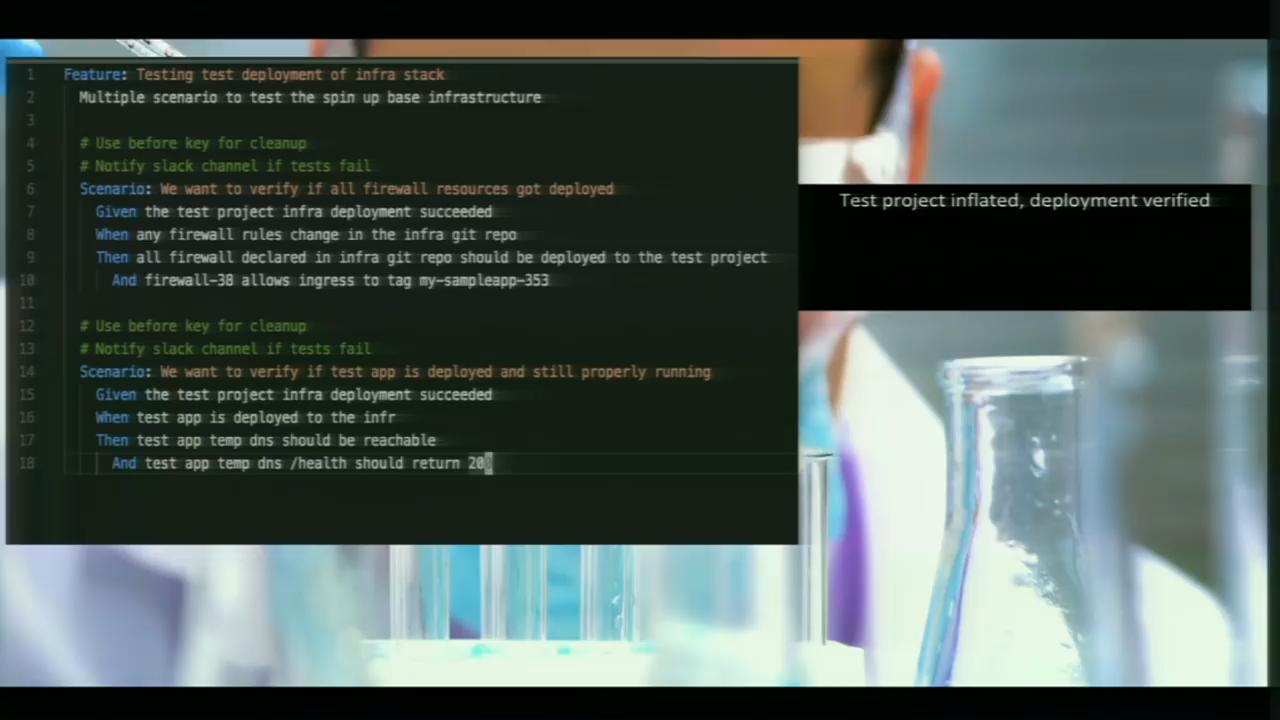 1 Feature: Testing test deployment of infra stack
2 Multiple scenario to test the spin up base infrastructure
3
4 # Use before key for cleanup
5 # Notify slack channel if tests fail
6 Scenario: We want to verify if all firewall resources got deployed
7 Given the test project infra deployment succeeded
8 When any firewall rules change in the infra git repo
9 Then all firewall declared in infra git repo should be deployed to the test project
10 And firewall-38 allows ingress to tag my-sampleapp-353
11
12 # Use before key for cleanup
13 # Notify slack channel if tests fail
14 Scenario: We want to verify if test app is deployed and still properly running
15 Given the test project infra deployment succeeded
16 When test app is deployed to the infr
17 Then test app temp dns should be reachable
18 And test app temp dns /health should return 200
Test project inflated, deployment verified